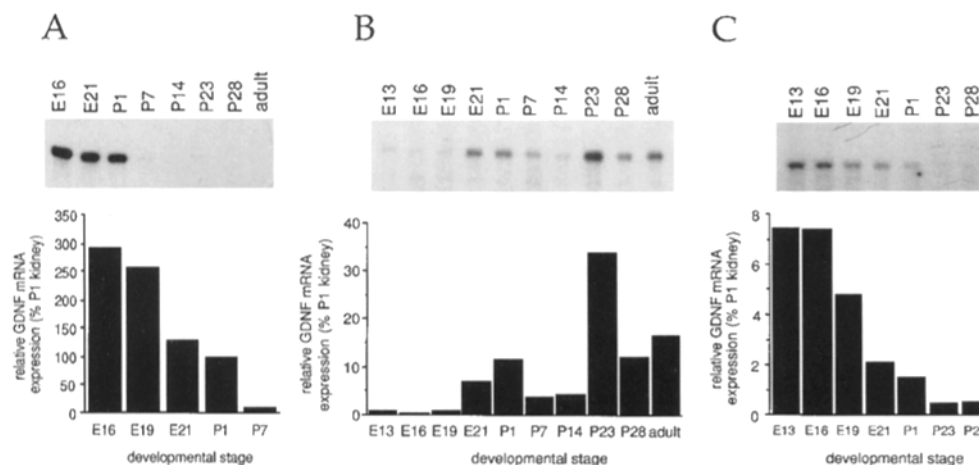 A
B
C
E16 E21 P1 P7 P14 P23 P28 adult
E13 E16 E19 E21 P1 P7 P14 P23 P28 adult
E13 E16 E19 E21 P1 P23 P28
relative GDNF mRNA
expression (% P1 kidney)
350
300
250
200
150
100
50
0
E16 E19 E21 P1 P7
developmental stage
relative GDNF mRNA
expression (% P1 kidney)
40
30
20
10
0
E13 E16 E19 E21 P1 P7 P14 P23 P28 adult
developmental stage
relative GDNF mRNA
expression (% P1 kidney)
8
6
4
2
0
E13 E16 E19 E21 P1 P23 P2
developmental stage